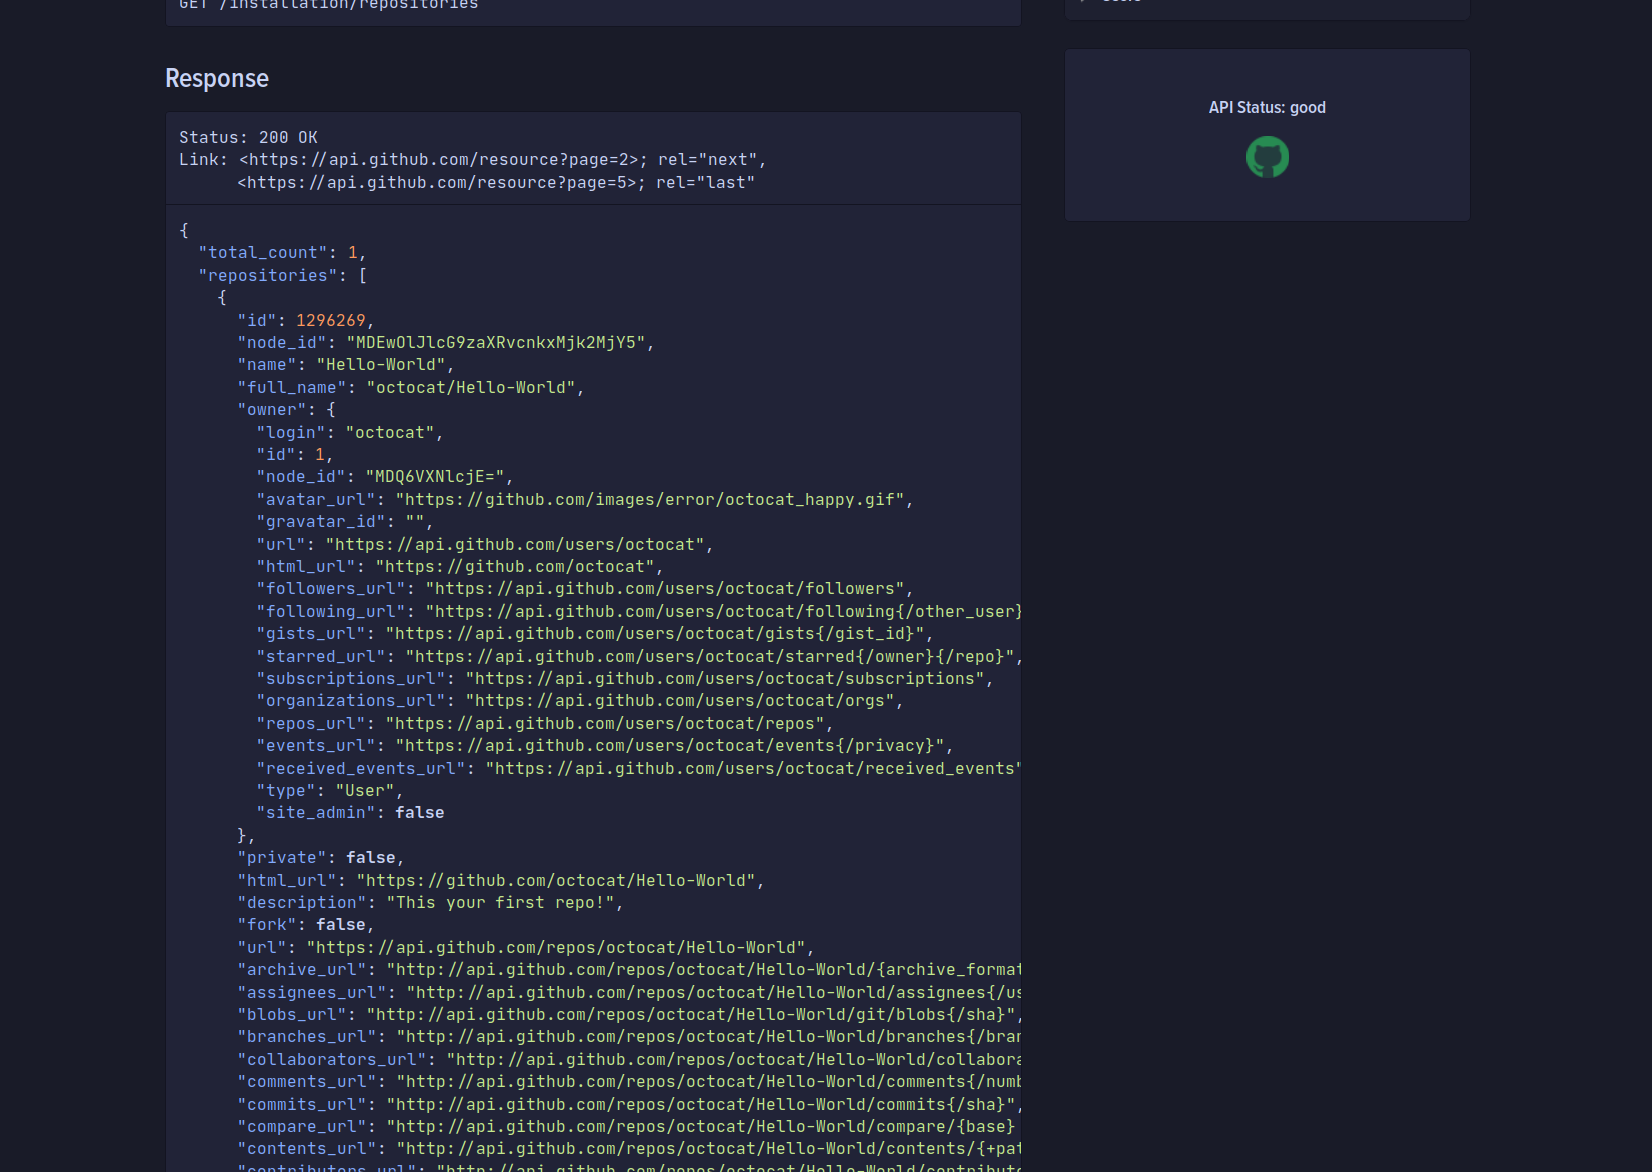 GET /installation/repositories
Response
Status: 200 OK
Link: <https://api.github.com/resource?page=2>; rel="next",
<https://api.github.com/resource?page=5>; rel="last"
{
"total_count": 1,
"repositories": [
{
"id": 1296269,
"node_id": "MDEwOlJlcG9zaXRvcnkxMjk2MjY5",
"name": "Hello-World",
"full_name": "octocat/Hello-World",
"owner": {
"login": "octocat",
"id": 1,
"node_id": "MDQ6VXNlcjE=",
"avatar_url": "https://github.com/images/error/octocat_happy.gif",
"gravatar_id": "",
"url": "https://api.github.com/users/octocat",
"html_url": "https://github.com/octocat",
"followers_url": "https://api.github.com/users/octocat/followers",
"following_url": "https://api.github.com/users/octocat/following{/other_user}
"gists_url": "https://api.github.com/users/octocat/gists{/gist_id}",
"starred_url": "https://api.github.com/users/octocat/starred{/owner}{/repo}",
"subscriptions_url": "https://api.github.com/users/octocat/subscriptions",
"organizations_url": "https://api.github.com/users/octocat/orgs",
"repos_url": "https://api.github.com/users/octocat/repos",
"events_url": "https://api.github.com/users/octocat/events{/privacy}",
"received_events_url": "https://api.github.com/users/octocat/received_events"
"type": "User",
"site_admin": false
},
"private": false,
"html_url": "https://github.com/octocat/Hello-World",
"description": "This your first repo!",
"fork": false,
"url": "https://api.github.com/repos/octocat/Hello-World",
"archive_url": "http://api.github.com/repos/octocat/Hello-World/{archive_format
"assignees_url": "http://api.github.com/repos/octocat/Hello-World/assignees{/us
"blobs_url": "http://api.github.com/repos/octocat/Hello-World/git/blobs{/sha}",
"branches_url": "http://api.github.com/repos/octocat/Hello-World/branches{/bran
"collaborators_url": "http://api.github.com/repos/octocat/Hello-World/collabora
"comments_url": "http://api.github.com/repos/octocat/Hello-World/comments{/numb
"commits_url": "http://api.github.com/repos/octocat/Hello-World/commits{/sha}",
"compare_url": "http://api.github.com/repos/octocat/Hello-World/compare/{base}
"contents_url": "http://api.github.com/repos/octocat/Hello-World/contents/{+pat
"contributors_url": "http://api.github.com/repos/octocat/Hello-World/contribute
API Status: good